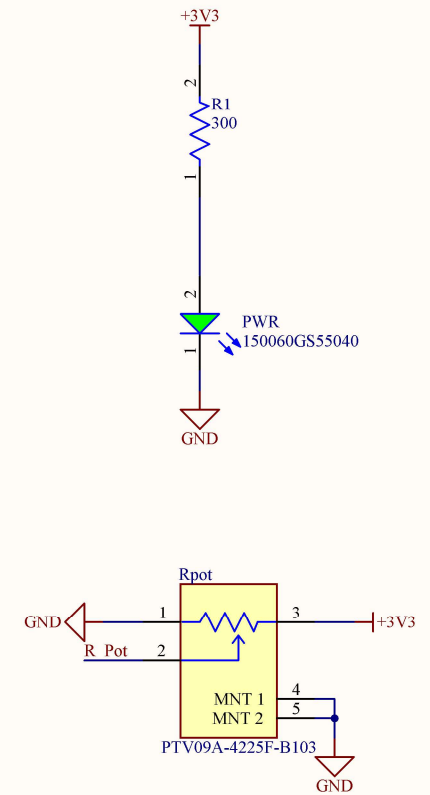 +3V3
2
R1
300
1
2
PWR
150060GS55040
1
GND
Rpot
GND 1 3 +3V3
R Pot 2
MNT 1 4
MNT 2 5
PTV09A-4225F-B103
GND